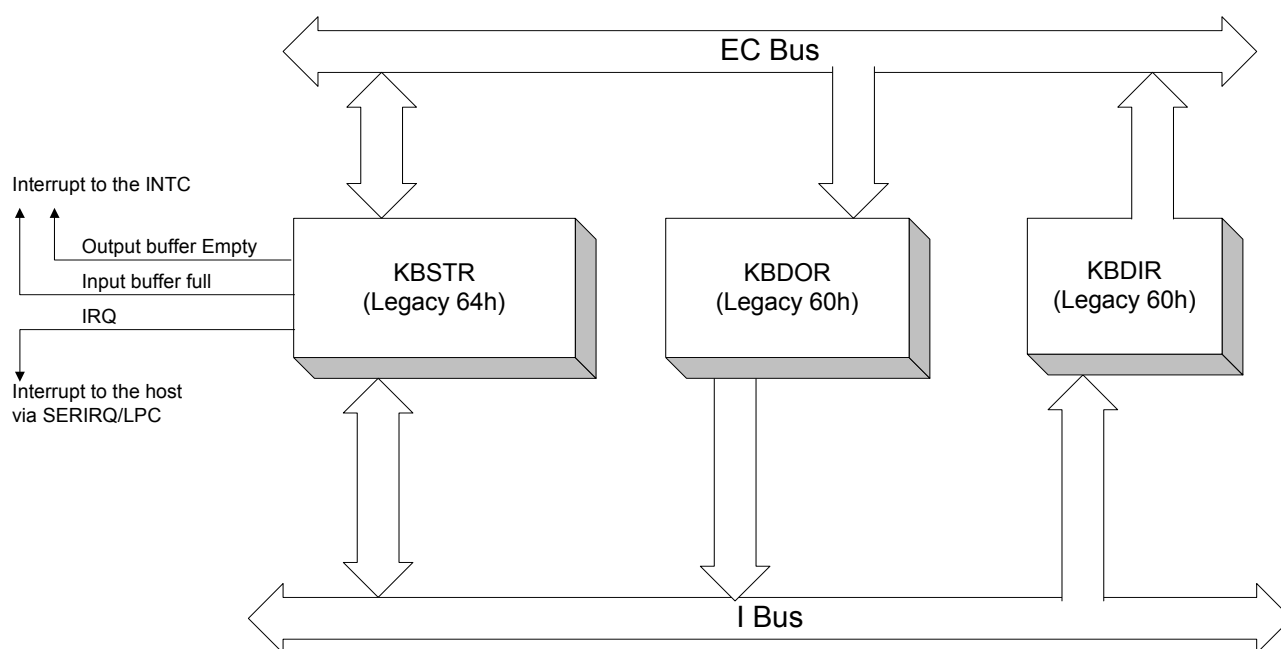 EC Bus
Interrupt to the INTC
Output buffer Empty
Input buffer full
IRQ
Interrupt to the host
via SERIRQ/LPC
KBSTR
(Legacy 64h)
KBDOR
(Legacy 60h)
KBDIR
(Legacy 60h)
I Bus